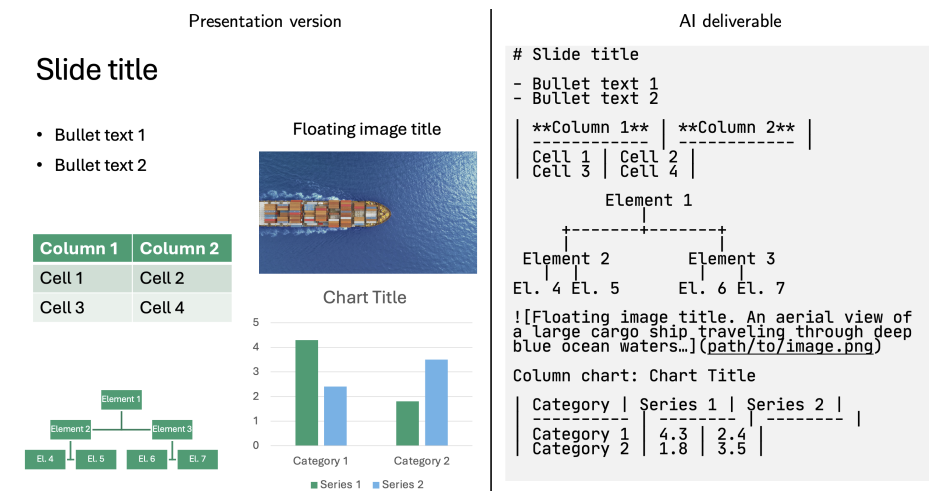 Presentation version
Slide title
• Bullet text 1
• Bullet text 2
Column 1 Column 2
Cell 1 Cell 2
Cell 3 Cell 4
Element 1
Element 2 Element 3
El. 4 El. 5 El. 6 El. 7
Floating image title
Chart Title
5
4
3
2
1
0
Category 1 Category 2
Series 1 Series 2
AI deliverable
# Slide title
- Bullet text 1
- Bullet text 2
| **Column 1** | **Column 2** |
| ------------ | ------------ |
| Cell 1 | Cell 2 |
| Cell 3 | Cell 4 |
Element 1
|
+-------+-------+
| |
Element 2 Element 3
| | | |
El. 4 El. 5 El. 6 El. 7
![Floating image title. An aerial view of
a large cargo ship traveling through deep
blue ocean waters…](path/to/image.png)
Column chart: Chart Title
| Category | Series 1 | Series 2 |
| ---------- | -------- | -------- |
| Category 1 | 4.3 | 2.4 |
| Category 2 | 1.8 | 3.5 |